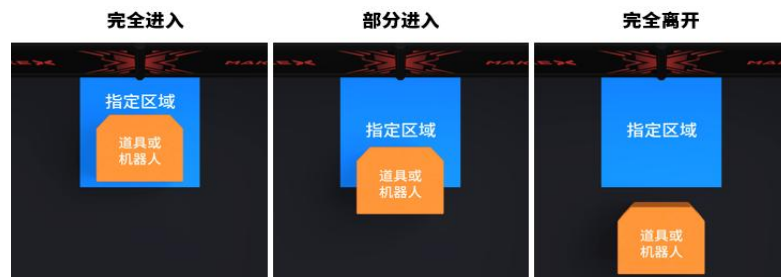 完全进入
部分进入
完全离开
指定区域
道具或
机器人
指定区域
道具或
机器人
指定区域
道具或
机器人